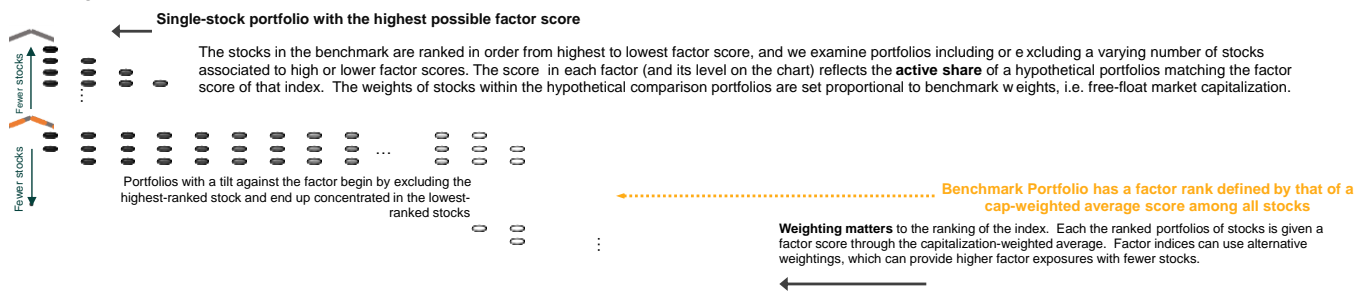 Single-stock portfolio with the highest possible factor score
Fewer stocks
The stocks in the benchmark are ranked in order from highest to lowest factor score, and we examine portfolios including or e xcluding a varying number of stocks
associated to high or lower factor scores. The score in each factor (and its level on the chart) reflects the active share of a hypothetical portfolios matching the factor
score of that index. The weights of stocks within the hypothetical comparison portfolios are set proportional to benchmark w eights, i.e. free-float market capitalization.
⋮
Fewer stocks
...
Portfolios with a tilt against the factor begin by excluding the
highest-ranked stock and end up concentrated in the lowest-
ranked stocks
Benchmark Portfolio has a factor rank defined by that of a
cap-weighted average score among all stocks
⋮
Weighting matters to the ranking of the index. Each the ranked portfolios of stocks is given a
factor score through the capitalization-weighted average. Factor indices can use alternative
weightings, which can provide higher factor exposures with fewer stocks.